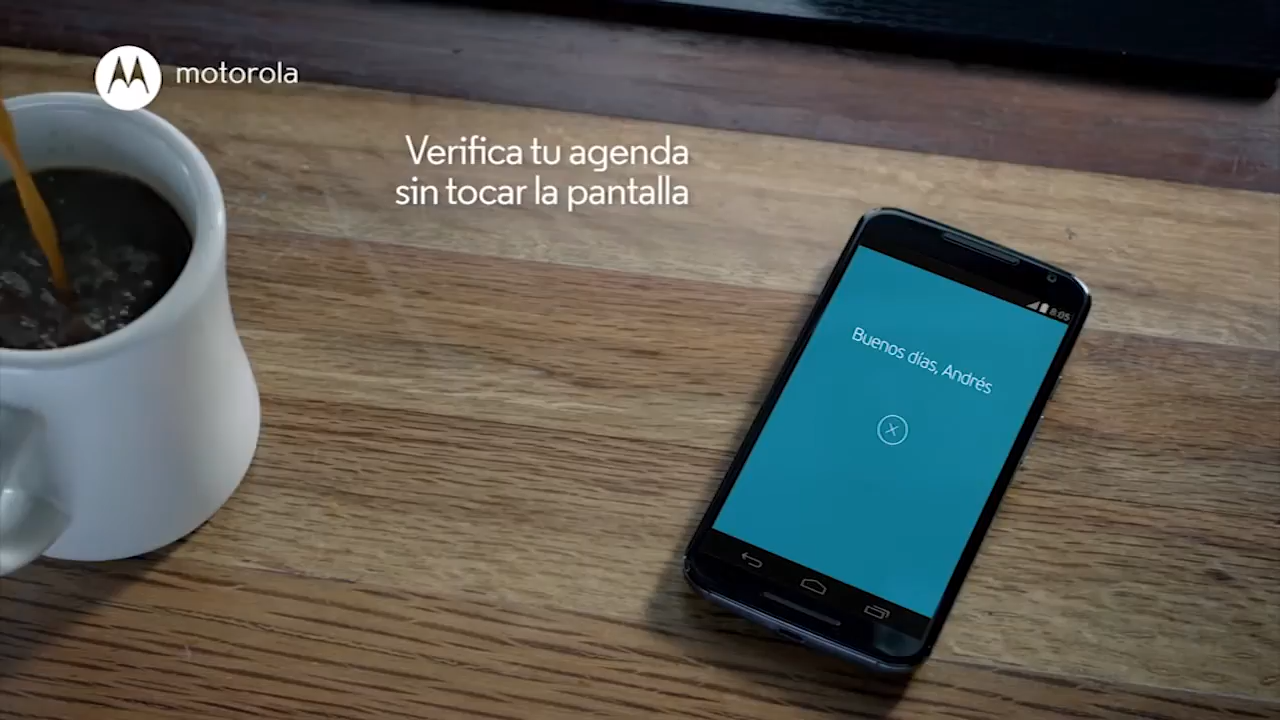 motorola
Verifica tu agenda
sin tocar la pantalla
8:05
Buenos días, Andrés